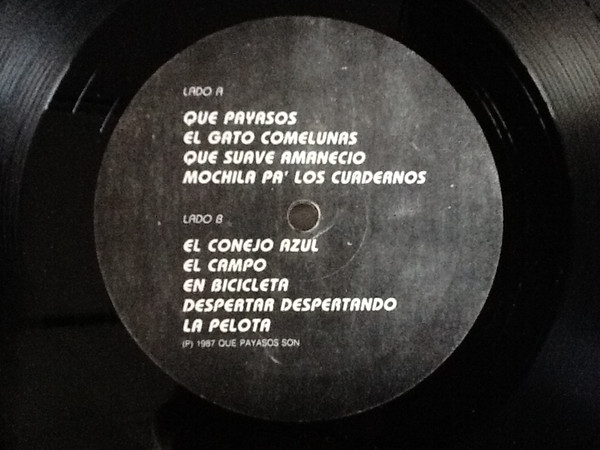 LADO A
QUE PAYASOS
EL GATO COMELUNAS
QUE SUAVE AMANECIO
MOCHILA PA' LOS CUADERNOS
LADO B
EL CONEJO AZUL
EL CAMPO
EN BICICLETA
DESPERTAR DESPERTANDO
LA PELOTA
(P) 1987 QUE PAYASOS SON